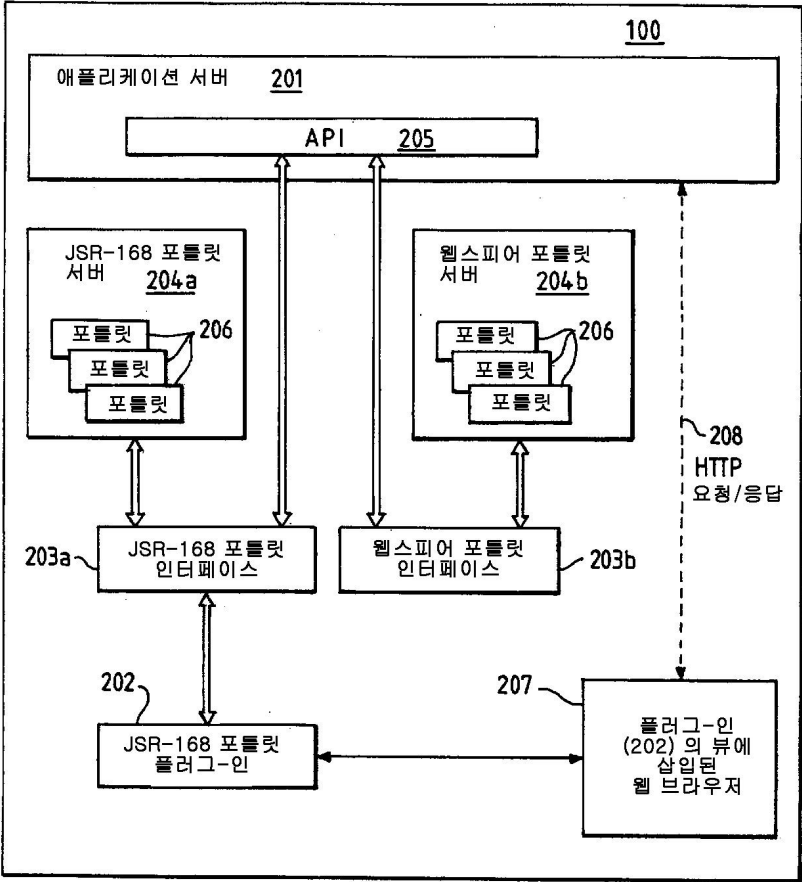 100
애플리케이션 서버 201
API 205
JSR-168 포틀릿
서버 204a
포틀릿
포틀릿
포틀릿
206
웹스피어 포틀릿
서버 204b
포틀릿
포틀릿
포틀릿
206
208
HTTP
요청/응답
203a
JSR-168 포틀릿
인터페이스
웹스피어 포틀릿
인터페이스
203b
202
JSR-168 포틀릿
플러그-인
207
플러그-인
(202) 의 뷰에
삽입된
웹 브라우저